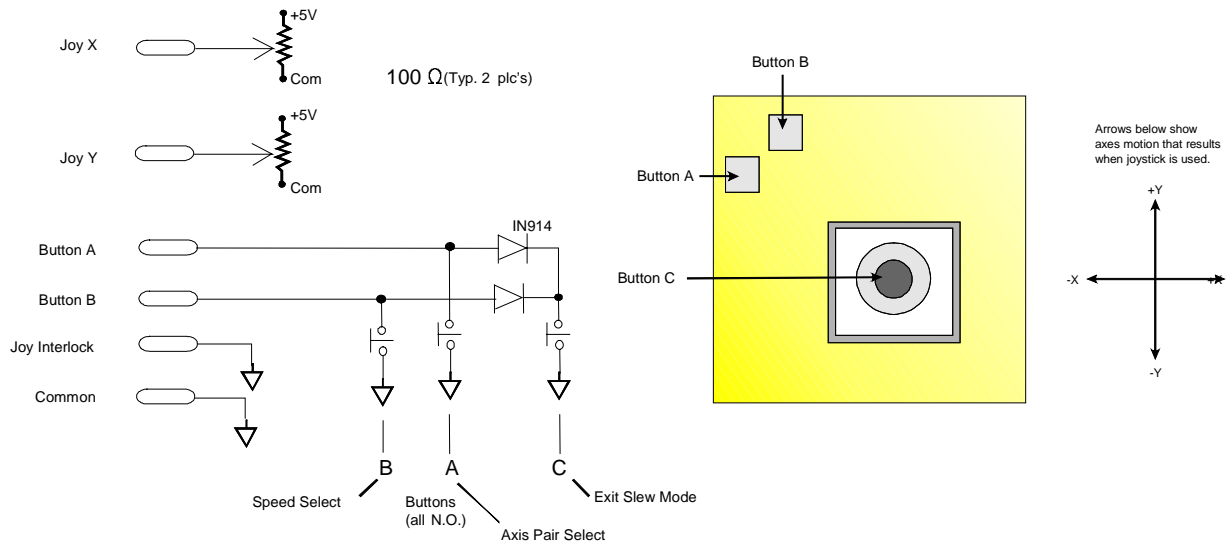 +5V
Joy X
Com
100 Ω(Typ. 2 plc's)
+5V
Joy Y
Com
IN914
Button A
Button B
Joy Interlock
Common
B
A
C
Speed Select
Buttons
(all N.O.)
Exit Slew Mode
Axis Pair Select
Button B
Button A
Button C
Arrows below show
axes motion that results
when joystick is used.
+Y
-X
+X
-Y